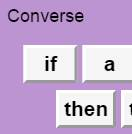 Converse
if a
then